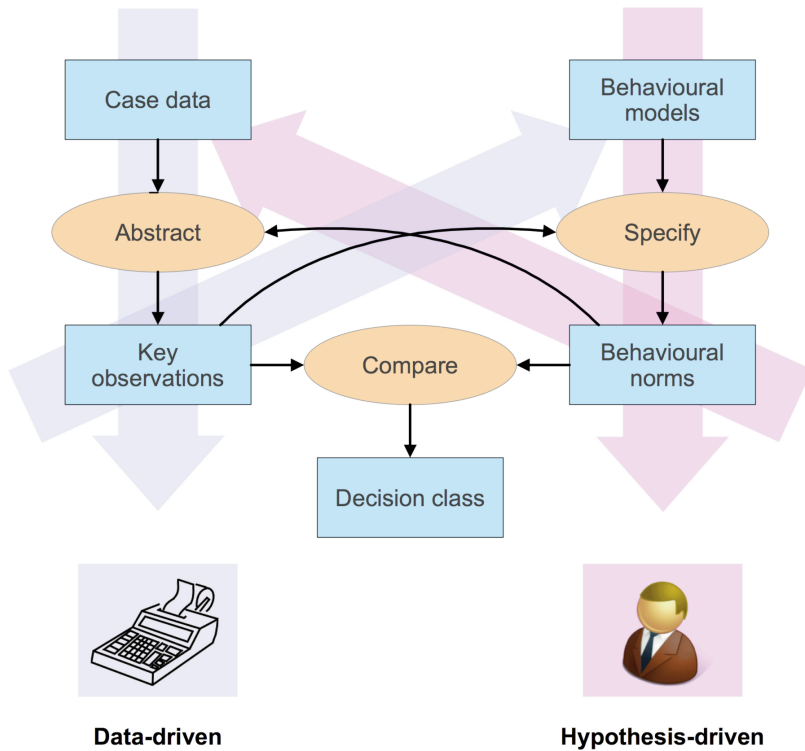 Case data
Behavioural
models
Abstract
Specify
Key
observations
Compare
Behavioural
norms
Decision class
Data-driven
Hypothesis-driven